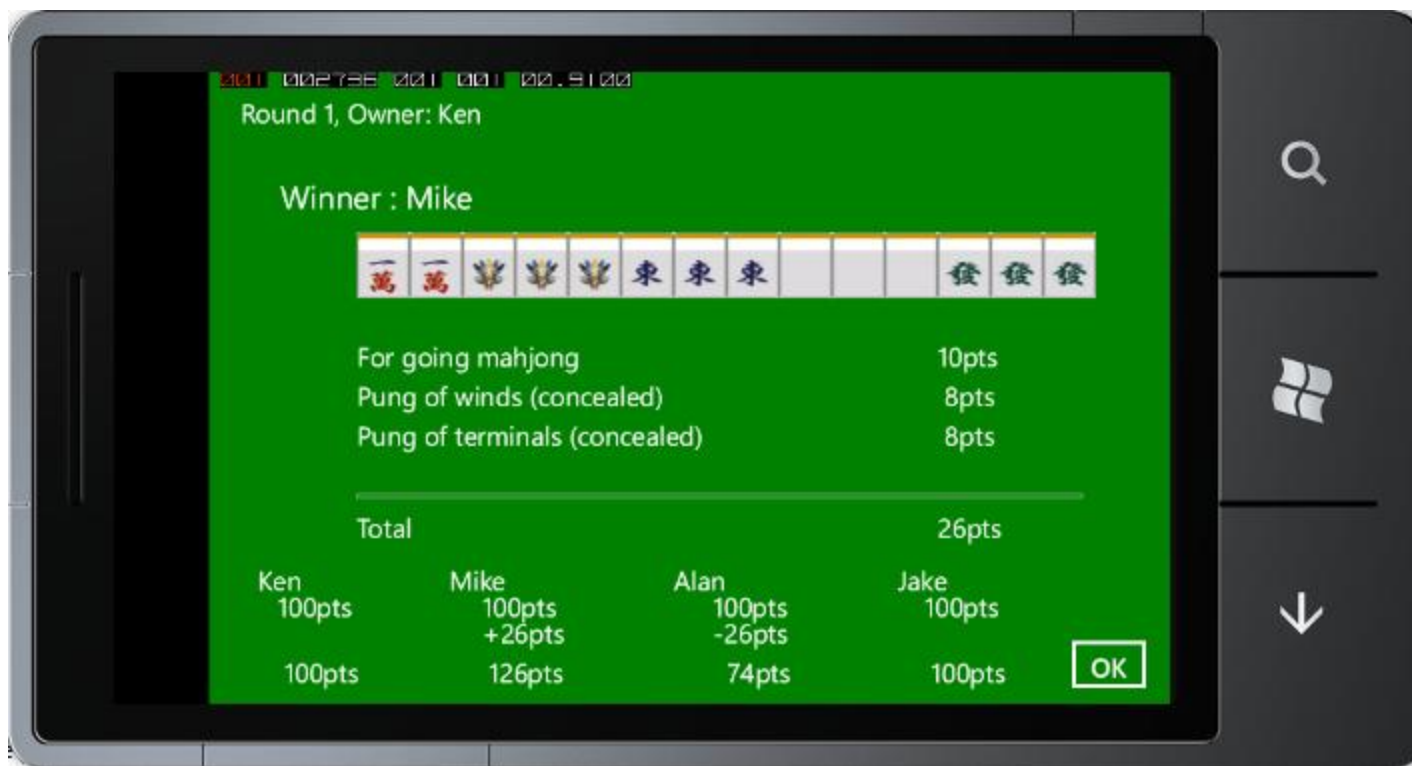 001 002736 001 001 00.9100
Round 1, Owner: Ken
Winner : Mike
一萬 一萬 東 東 東 發 發 發
For going mahjong 10pts
Pung of winds (concealed) 8pts
Pung of terminals (concealed) 8pts
Total 26pts
Ken Mike Alan Jake
100pts 100pts 100pts 100pts
+26pts -26pts
100pts 126pts 74pts 100pts
OK